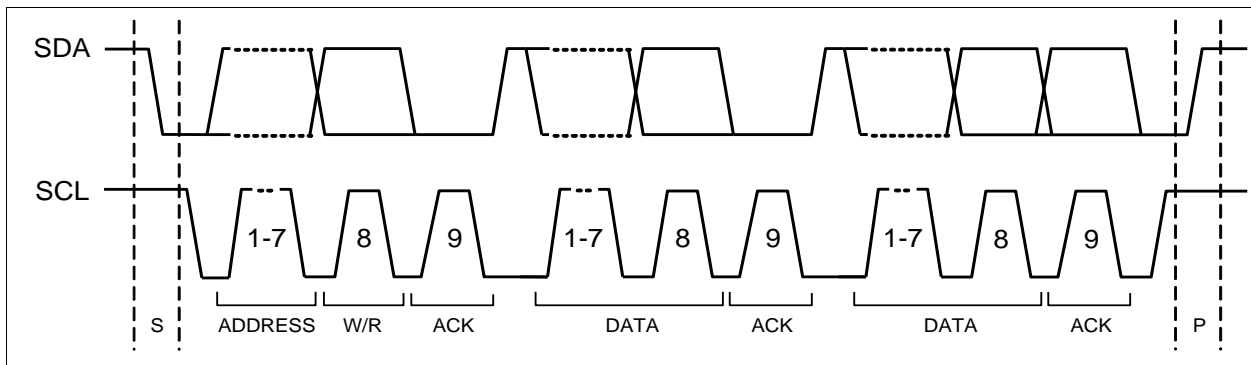 SDA
SCL
1-7 8 9 1-7 8 9 1-7 8 9
S ADDRESS W/R ACK DATA ACK DATA ACK P